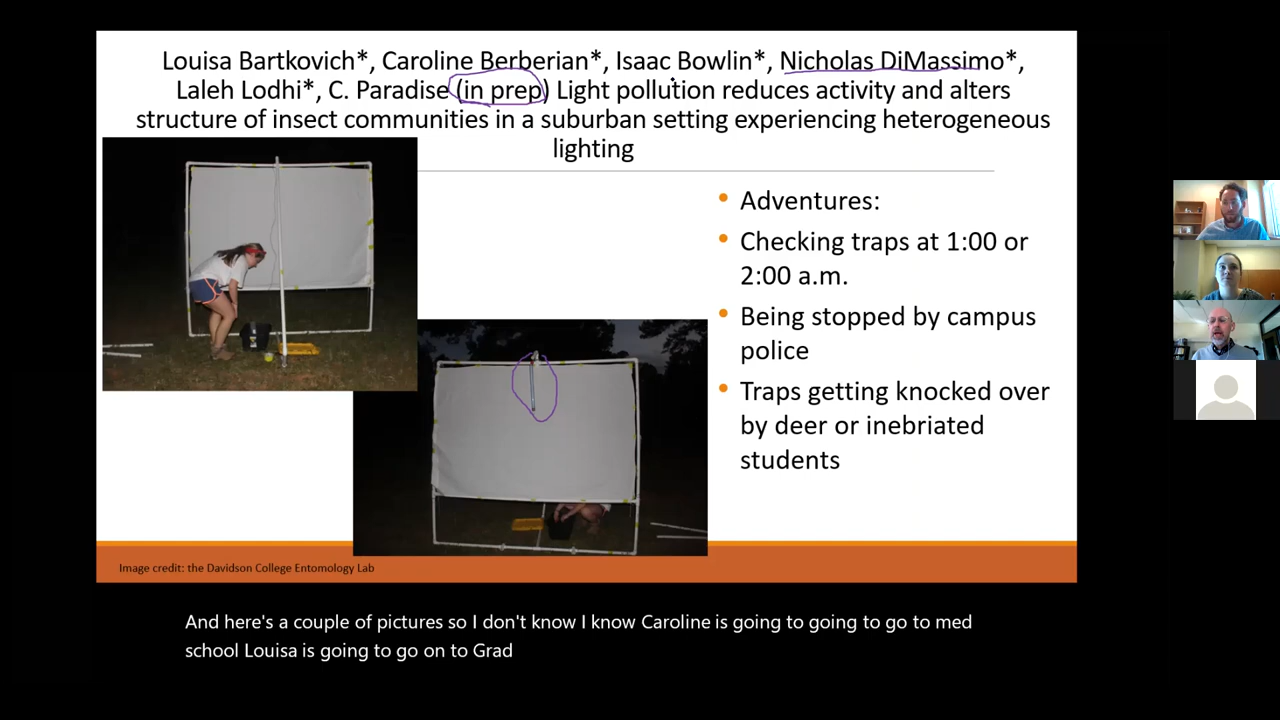 Louisa Bartkovich*, Caroline Berberian*, Isaac Bowlin*, Nicholas DiMassimo*,
Laleh Lodhi*, C. Paradise (in prep) Light pollution reduces activity and alters
structure of insect communities in a suburban setting experiencing heterogeneous
lighting
Adventures:
Checking traps at 1:00 or
2:00 a.m.
Being stopped by campus
police
Traps getting knocked over
by deer or inebriated
students
Image credit: the Davidson College Entomology Lab
And here's a couple of pictures so I don't know I know Caroline is going to going to go to med
school Louisa is going to go on to Grad